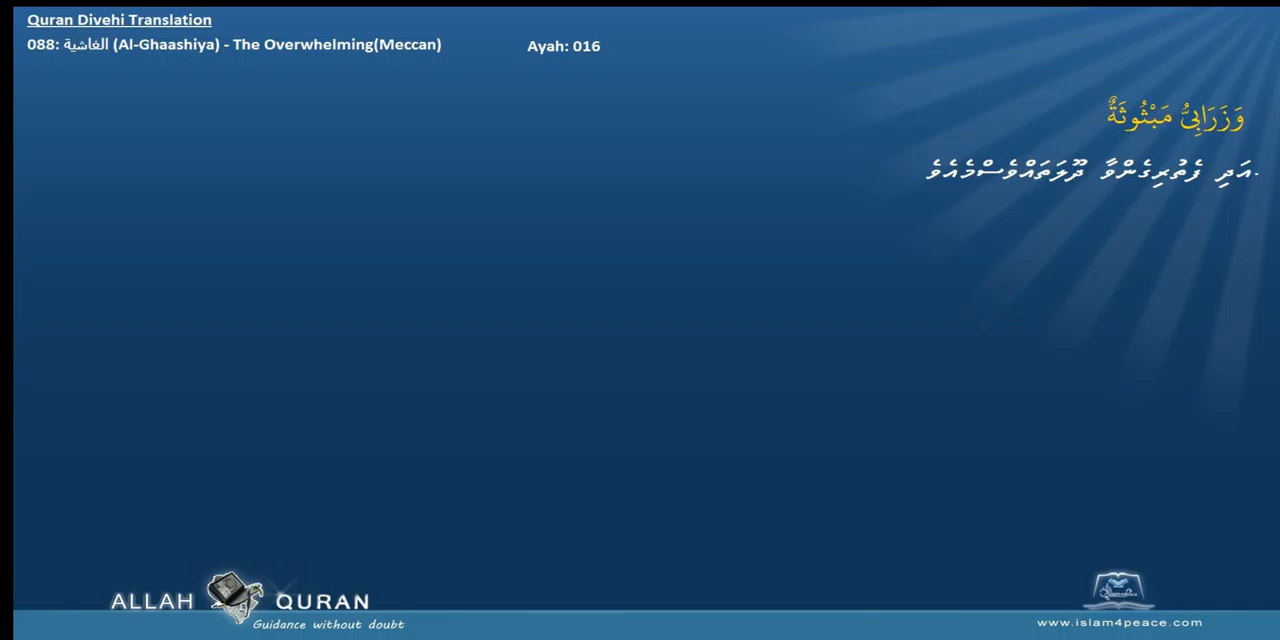 Quran Divehi Translation
088: الغاشية (Al-Ghaashiya) - The Overwhelming(Meccan) Ayah: 016
وَزَرَابِيُّ مَبْثُوثَةٌ
އަދި ފެތުރިގެންވާ ދޫލަތައްވެސްމެއެވެ.
ALLAH QURAN
Guidance without doubt
www.islam4peace.com